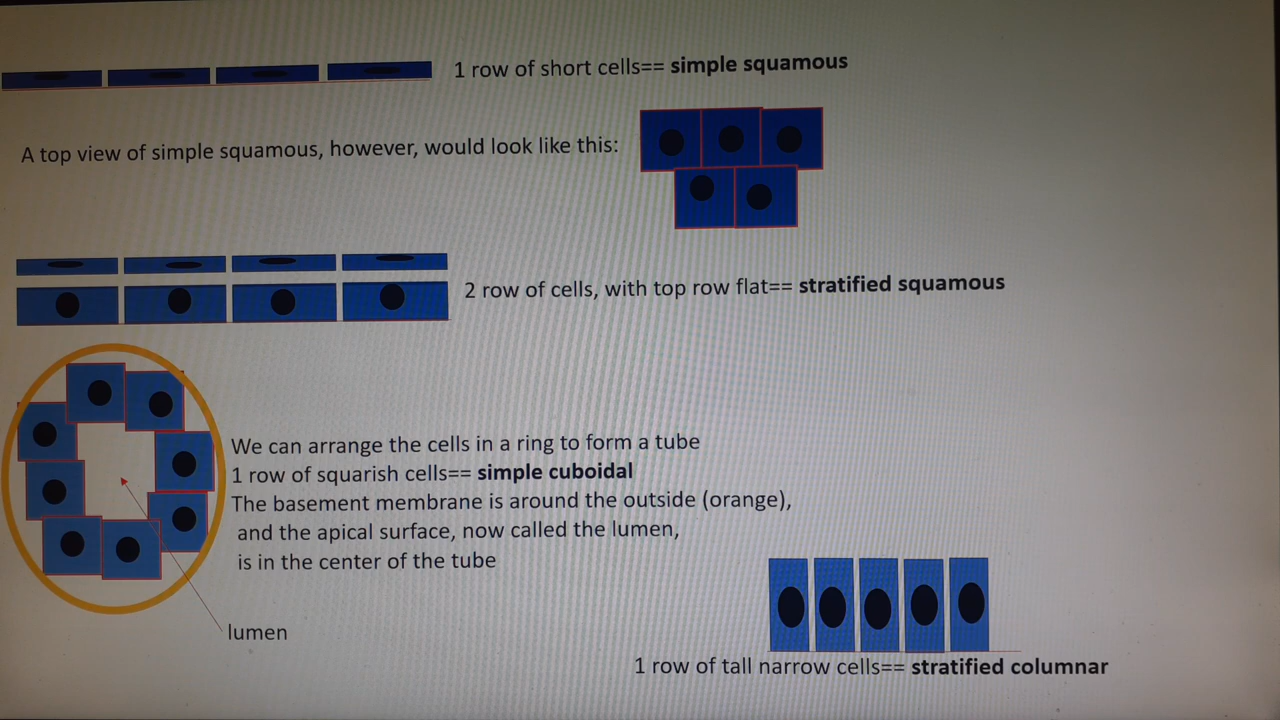 1 row of short cells== simple squamous
A top view of simple squamous, however, would look like this:
2 row of cells, with top row flat== stratified squamous
We can arrange the cells in a ring to form a tube
1 row of squarish cells== simple cuboidal
The basement membrane is around the outside (orange),
and the apical surface, now called the lumen,
is in the center of the tube
lumen
1 row of tall narrow cells== stratified columnar